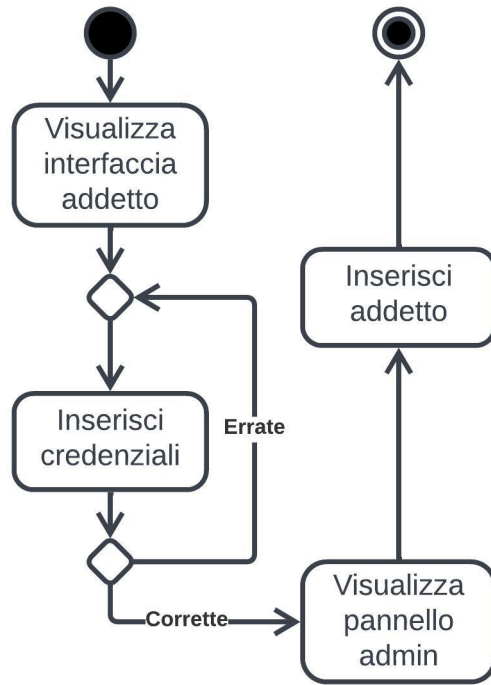 Visualizza
interfaccia
addetto
Inserisci
credenziali
Errate
Corrette
Visualizza
pannello
admin
Inserisci
addetto